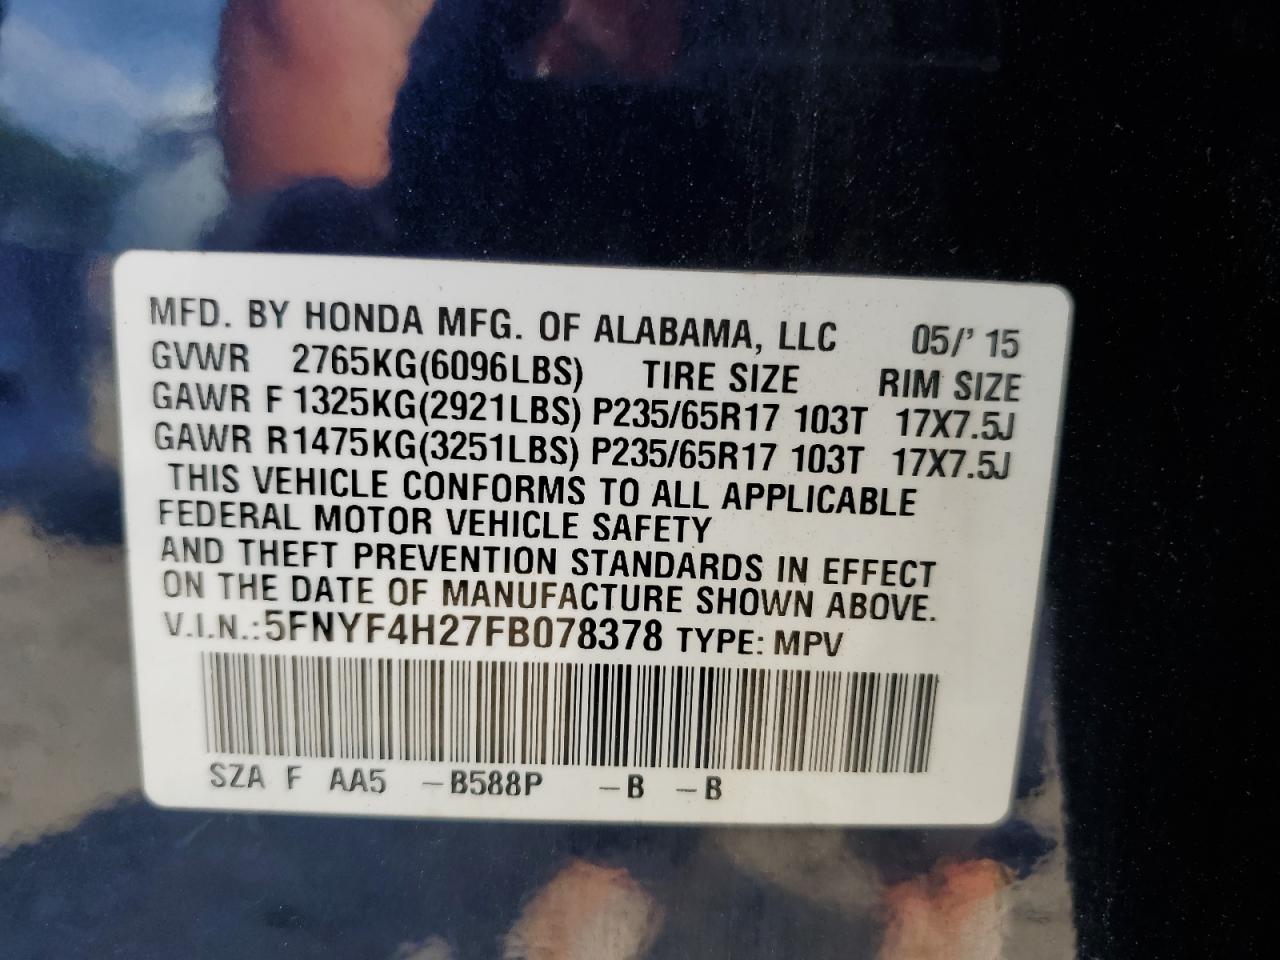 MFD. BY HONDA MFG. OF ALABAMA, LLC 05/' 15
GVWR 2765KG(6096LBS) TIRE SIZE RIM SIZE
GAWR F 1325KG(2921LBS) P235/65R17 103T 17X7.5J
GAWR R1475KG(3251LBS) P235/65R17 103T 17X7.5J
THIS VEHICLE CONFORMS TO ALL APPLICABLE
FEDERAL MOTOR VEHICLE SAFETY
AND THEFT PREVENTION STANDARDS IN EFFECT
ON THE DATE OF MANUFACTURE SHOWN ABOVE.
V.I.N.:5FNYF4H27FB078378 TYPE: MPV
SZA F AA5 -B588P -B -B